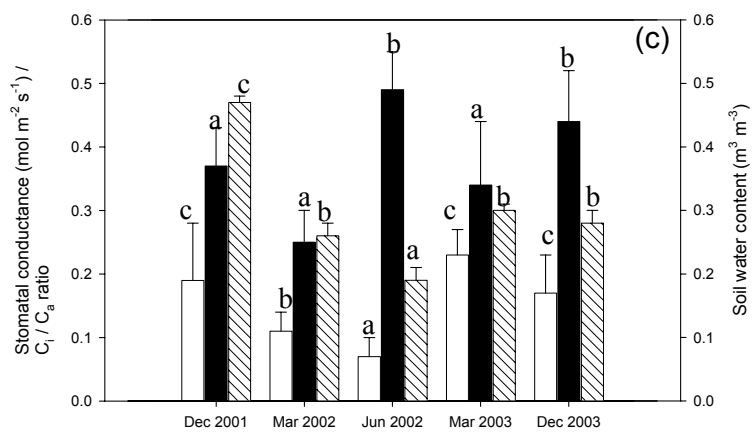 (c)
Stomatal conductance (mol m⁻² s⁻¹) /
Cᵢ / Cₐ ratio
0.6
0.5
0.4
0.3
0.2
0.1
0.0
c a c
b a b
a b a
c a b
c b b
0.6
0.5
0.4
0.3
0.2
0.1
0.0
Soil water content (m³ m⁻³)
Dec 2001 Mar 2002 Jun 2002 Mar 2003 Dec 2003